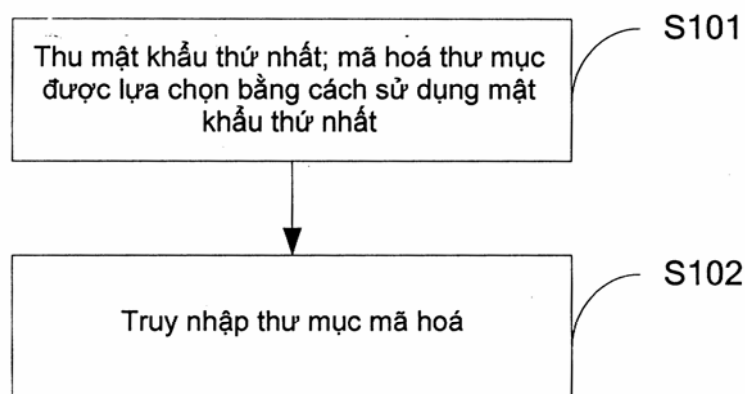 S101
Thu mật khẩu thứ nhất; mã hoá thư mục
được lựa chọn bằng cách sử dụng mật
khẩu thứ nhất
S102
Truy nhập thư mục mã hoá